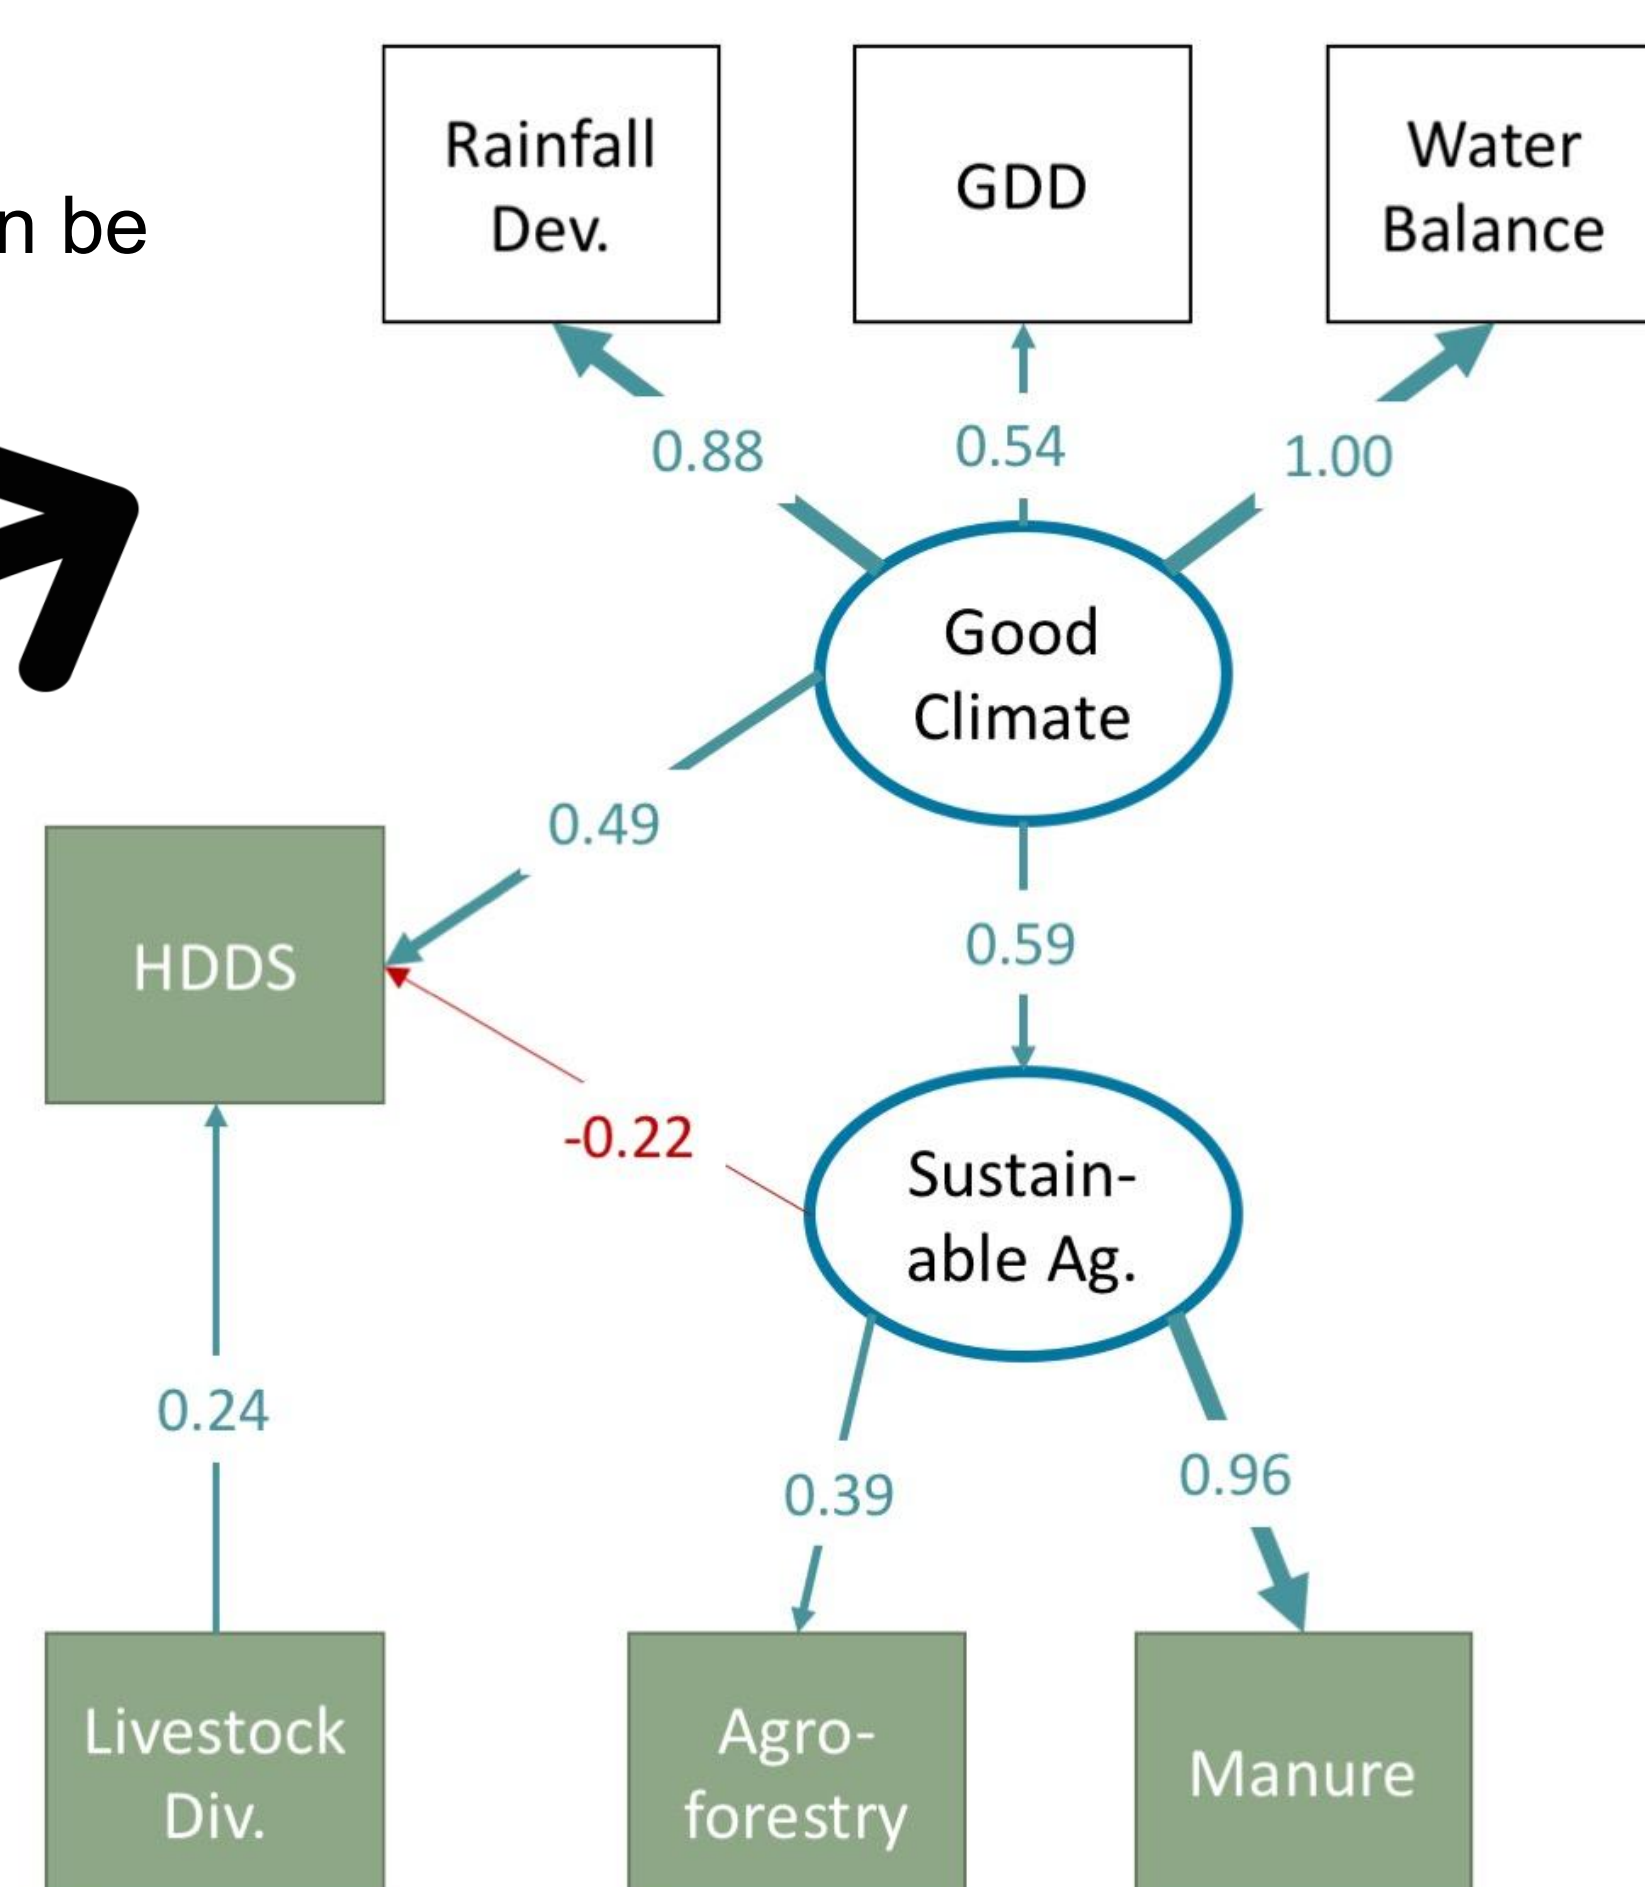 Rainfall
Dev.
GDD
Water
Balance
n be
0.88
0.54
1.00
Good
Climate
0.49
HDDS
0.59
-0.22
Sustain-
able Ag.
0.24
0.39
0.96
Livestock
Div.
Agro-
forestry
Manure